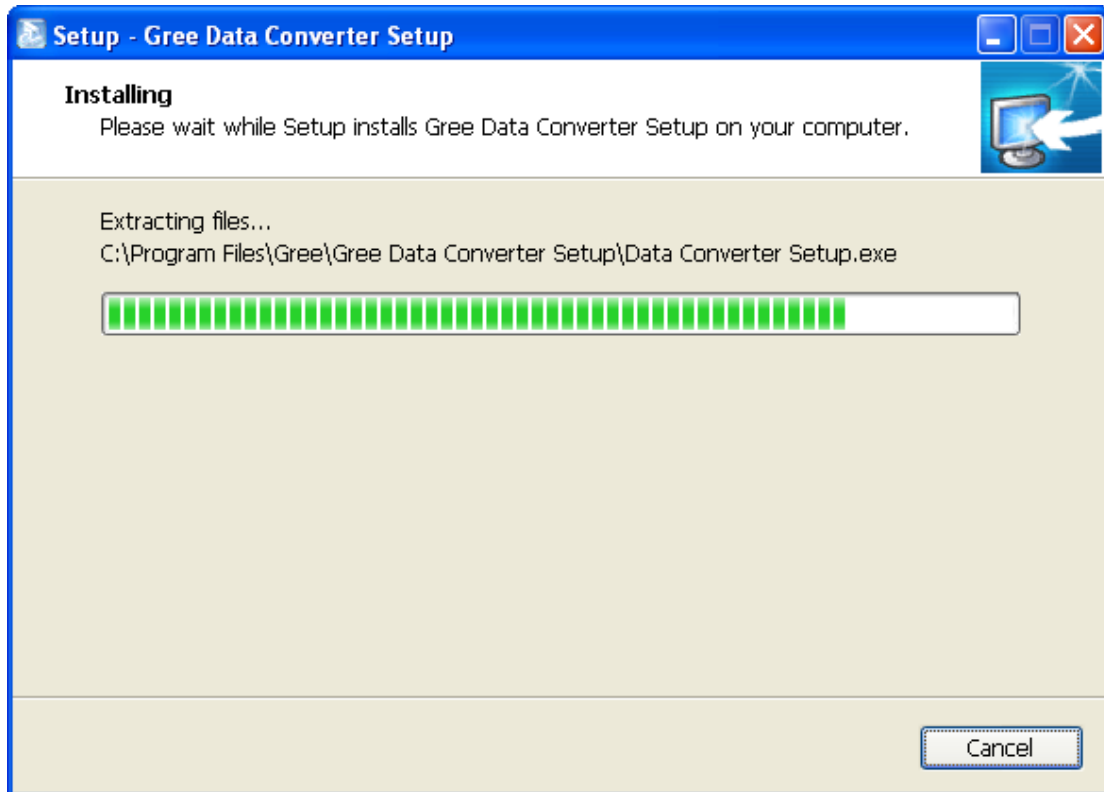 Setup - Gree Data Converter Setup
Installing
Please wait while Setup installs Gree Data Converter Setup on your computer.
Extracting files...
C:\Program Files\Gree\Gree Data Converter Setup\Data Converter Setup.exe
Cancel